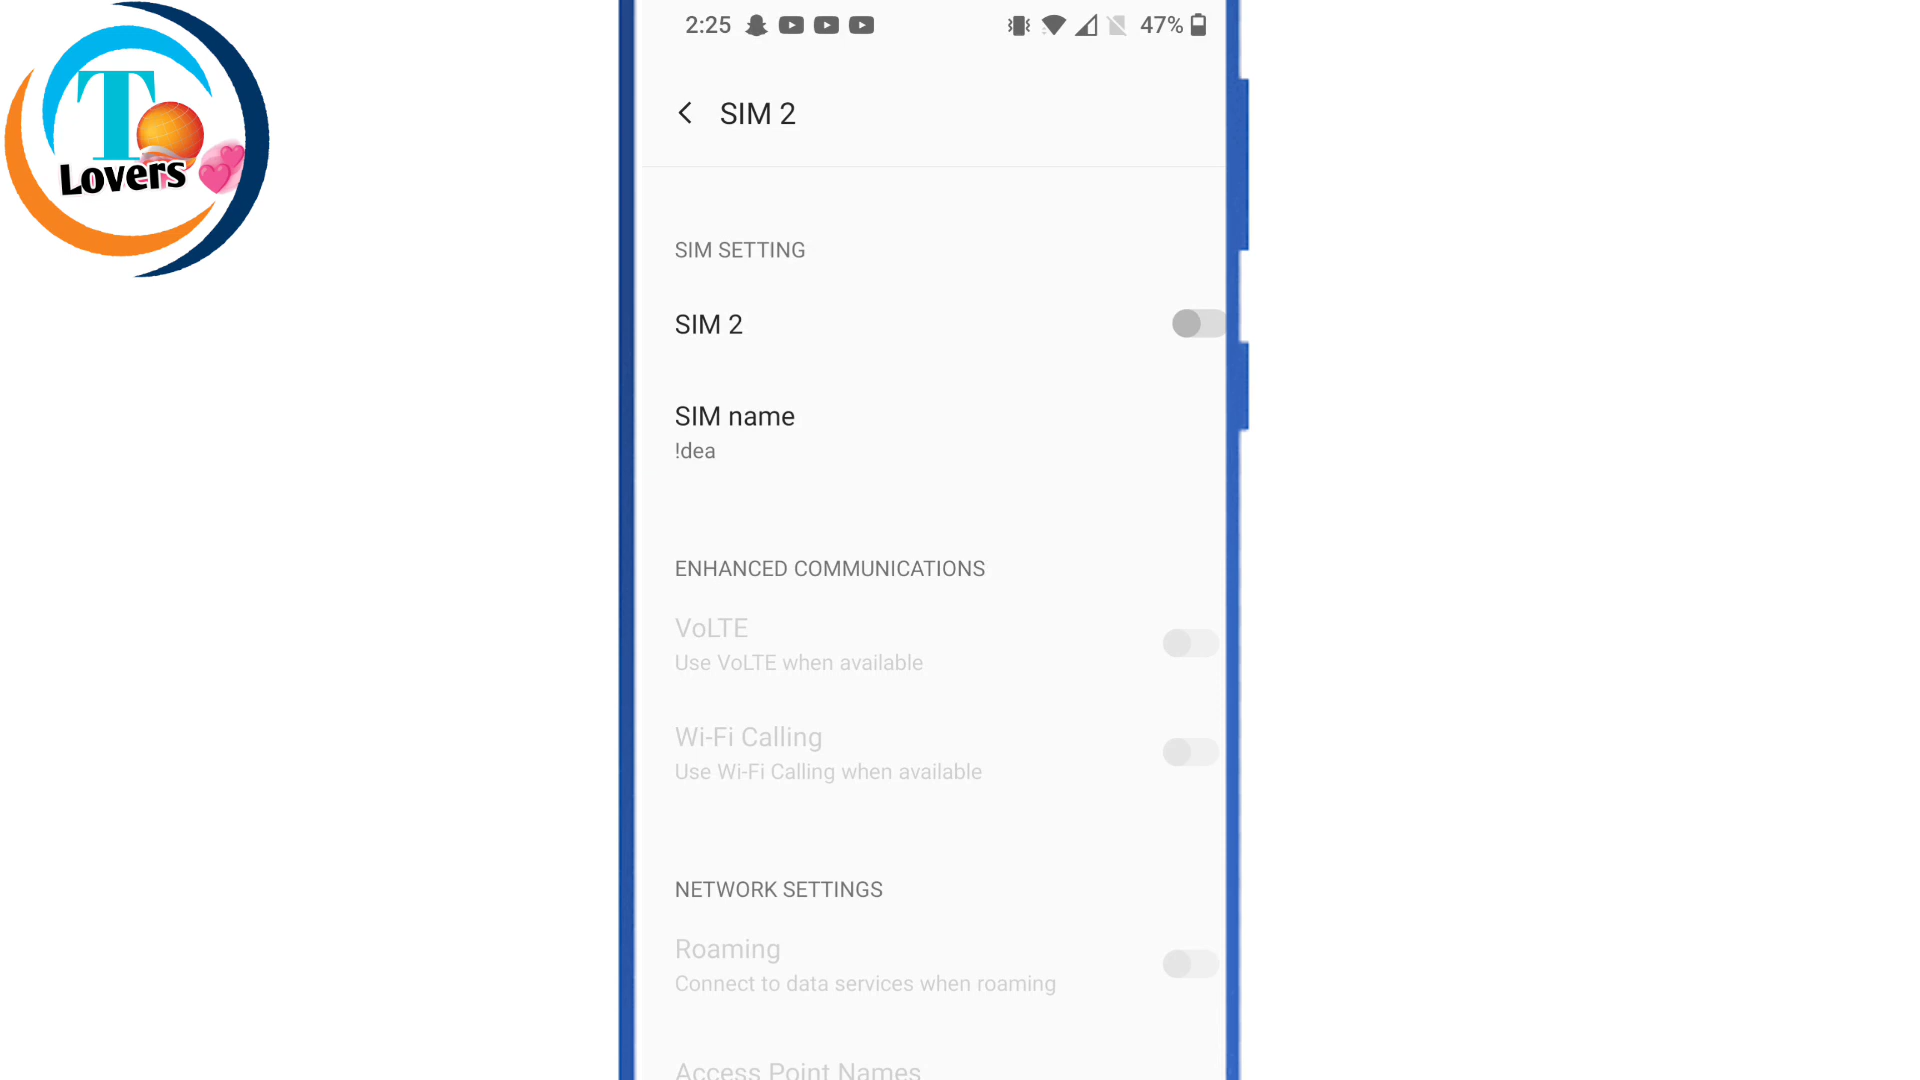 T
Lovers
2:25 47%
SIM 2
SIM SETTING
SIM 2
SIM name
!dea
ENHANCED COMMUNICATIONS
VoLTE
Use VoLTE when available
Wi-Fi Calling
Use Wi-Fi Calling when available
NETWORK SETTINGS
Roaming
Connect to data services when roaming
Access Point Names